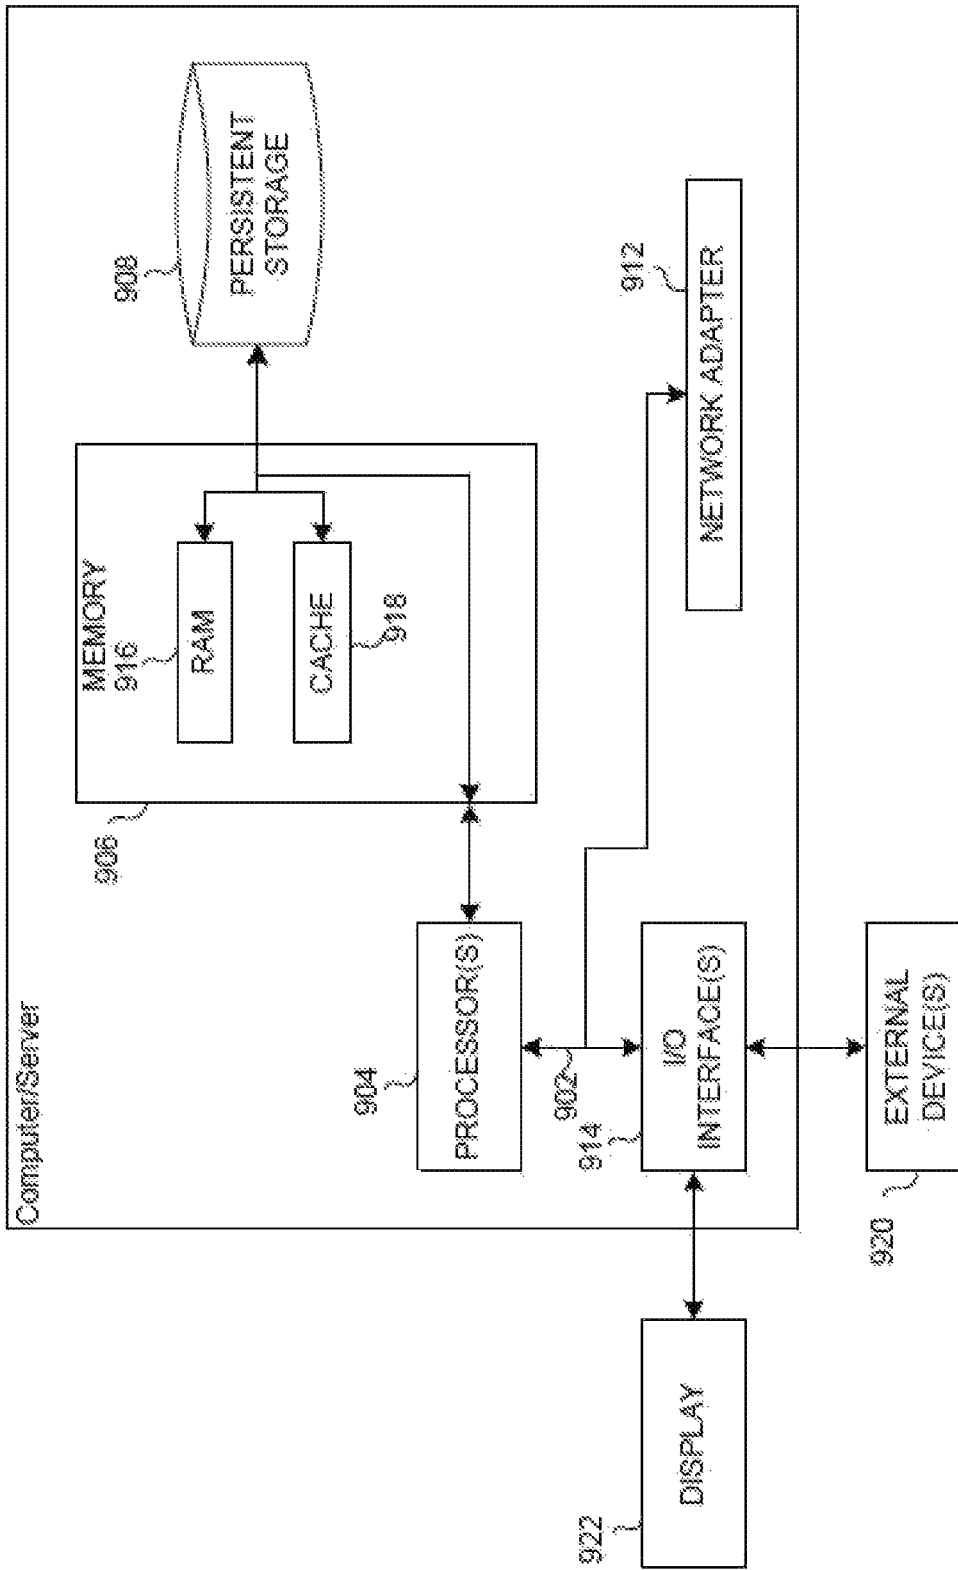 Computer/Server
MEMORY
906
916
RAM
CACHE
918
908
PERSISTENT
STORAGE
904
PROCESSOR(S)
902
914
I/O
INTERFACE(S)
912
NETWORK ADAPTER
922
DISPLAY
920
EXTERNAL
DEVICE(S)